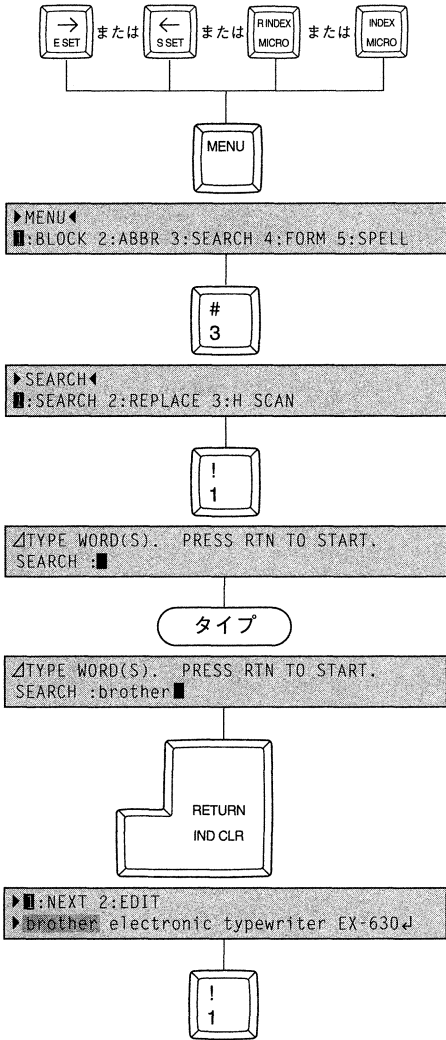 → または ← または R INDEX または INDEX
E SET S SET MICRO MICRO
MENU
▶MENU◀
1:BLOCK 2:ABBR 3:SEARCH 4:FORM 5:SPELL
#
3
▶SEARCH◀
1:SEARCH 2:REPLACE 3:H SCAN
!
1
⊿TYPE WORD(S). PRESS RTN TO START.
SEARCH :
タイプ
⊿TYPE WORD(S). PRESS RTN TO START.
SEARCH :brother
RETURN
IND CLR
▶1:NEXT 2:EDIT
▶brother electronic typewriter EX-630↲
!
1